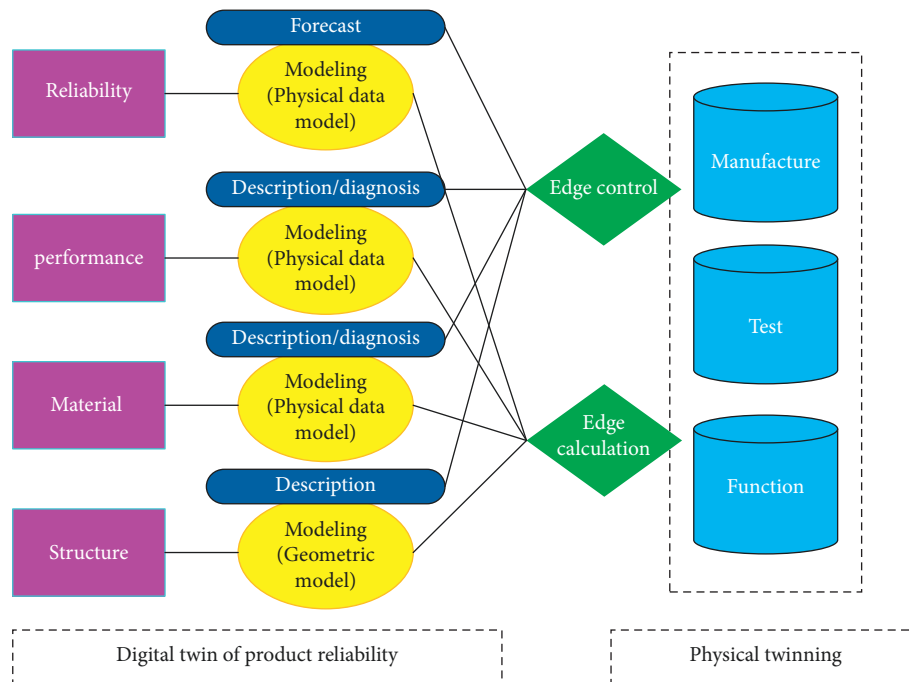 Forecast
Reliability
Modeling
(Physical data
model)
Description/diagnosis
performance
Modeling
(Physical data
model)
Description/diagnosis
Material
Modeling
(Physical data
model)
Description
Structure
Modeling
(Geometric
model)
Edge control
Edge
calculation
Manufacture
Test
Function
Digital twin of product reliability
Physical twinning